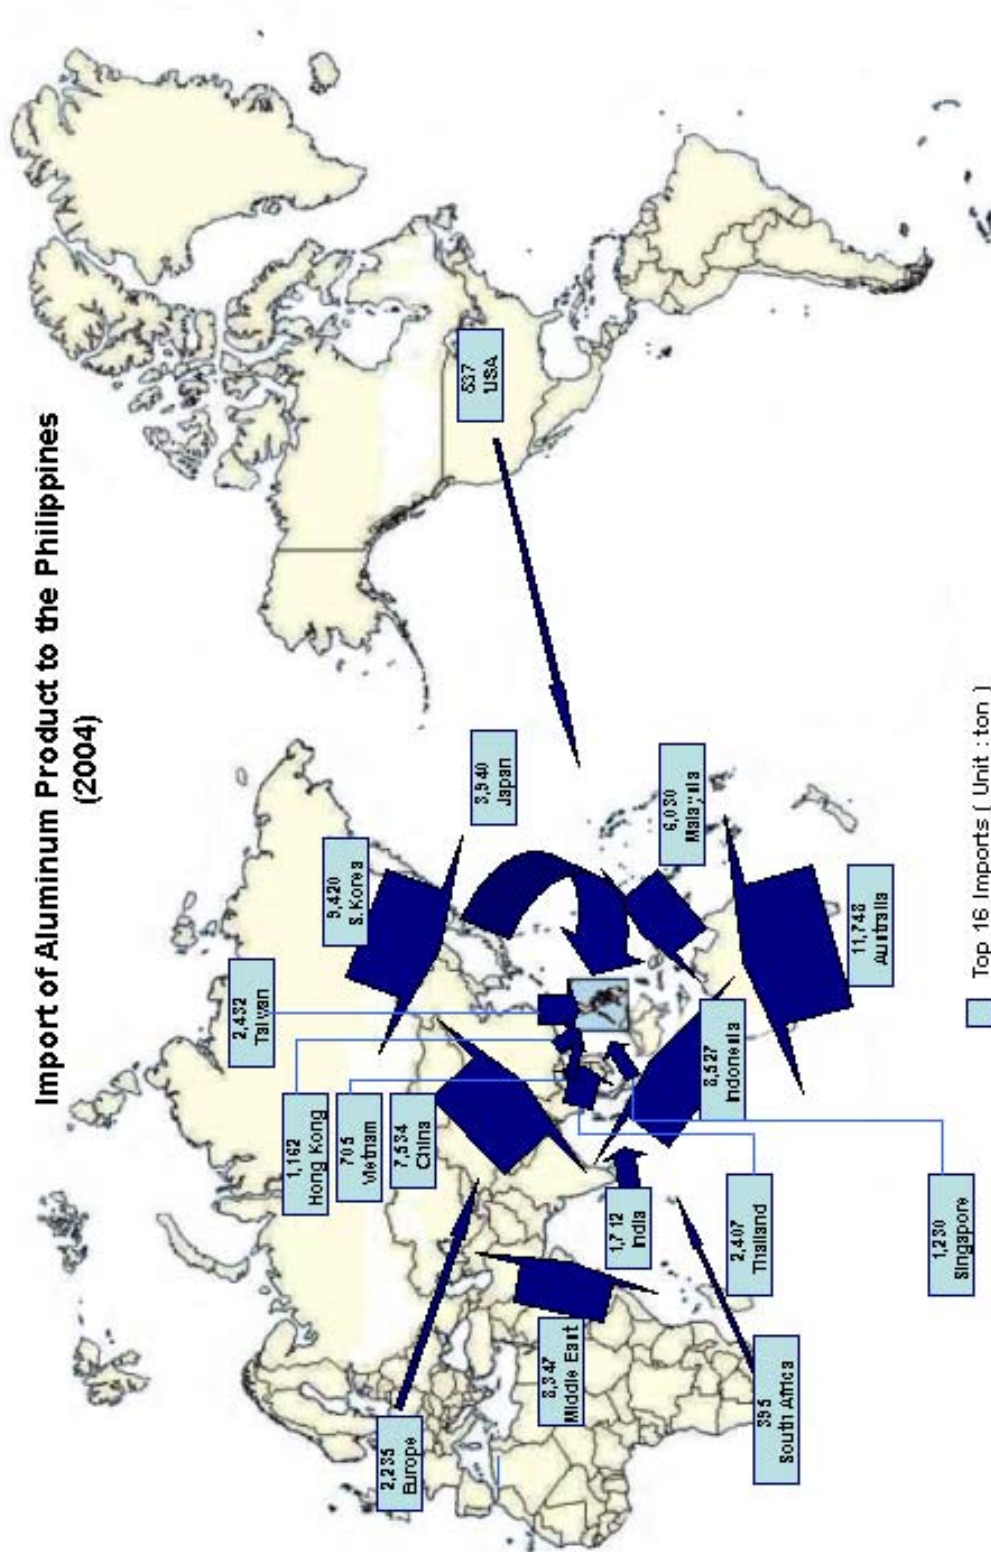 Import of Aluminum Product to the Philippines
(2004)
2,432
Taiwan
9,420
S.Korea
3,940
Japan
USA
1,162
Hong Kong
705
Vietnam
7,534
China
2,235
Europe
8,347
Middle East
1,712
India
6,030
Malaysia
8,527
Indonesia
2,407
Thailand
395
South Africa
11,748
Australia
1,230
Singapore
Top 16 Imports ( Unit : ton )